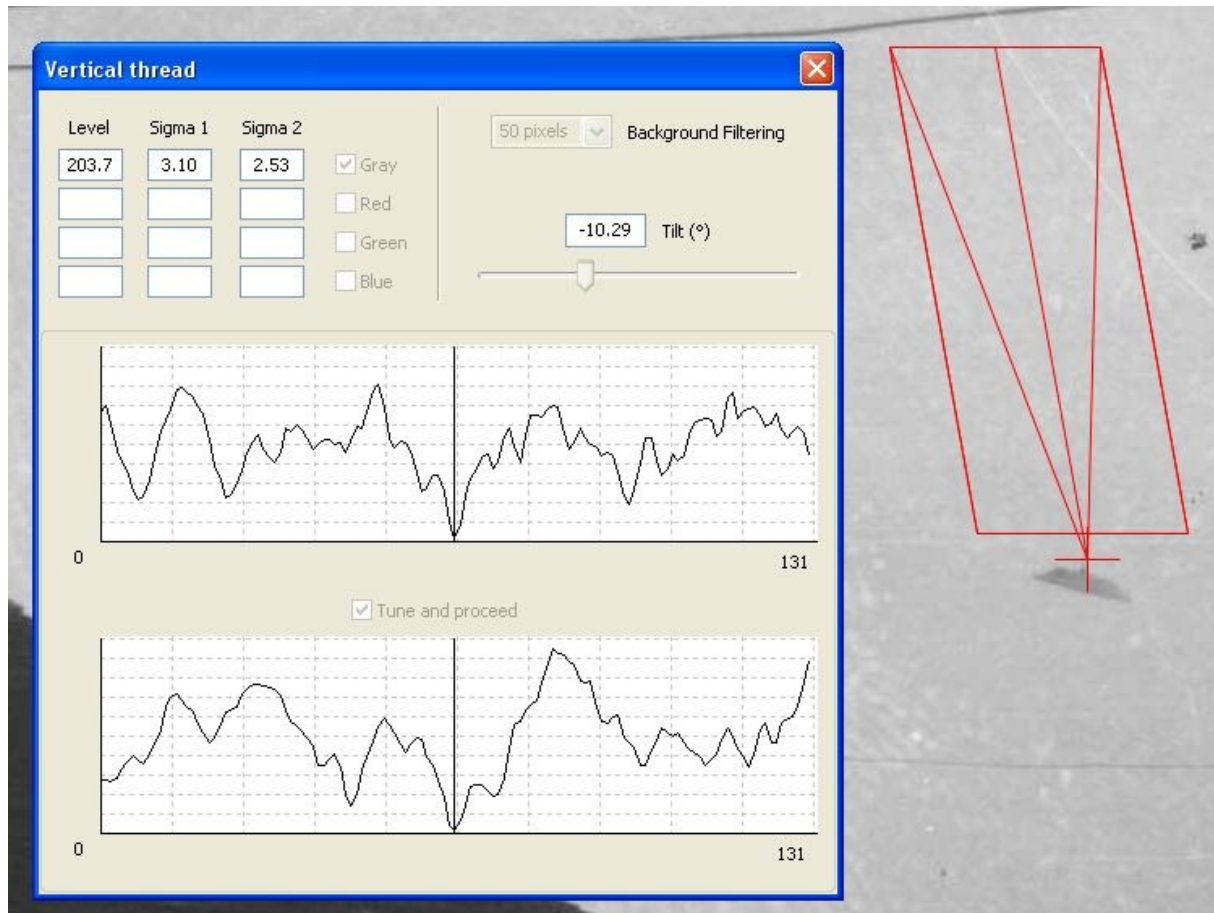 Vertical thread
Level Sigma 1 Sigma 2
50 pixels Background Filtering
203.7 3.10 2.53 Gray
Red
-10.29 Tilt (°)
Green
Blue
0 131
Tune and proceed
0 131